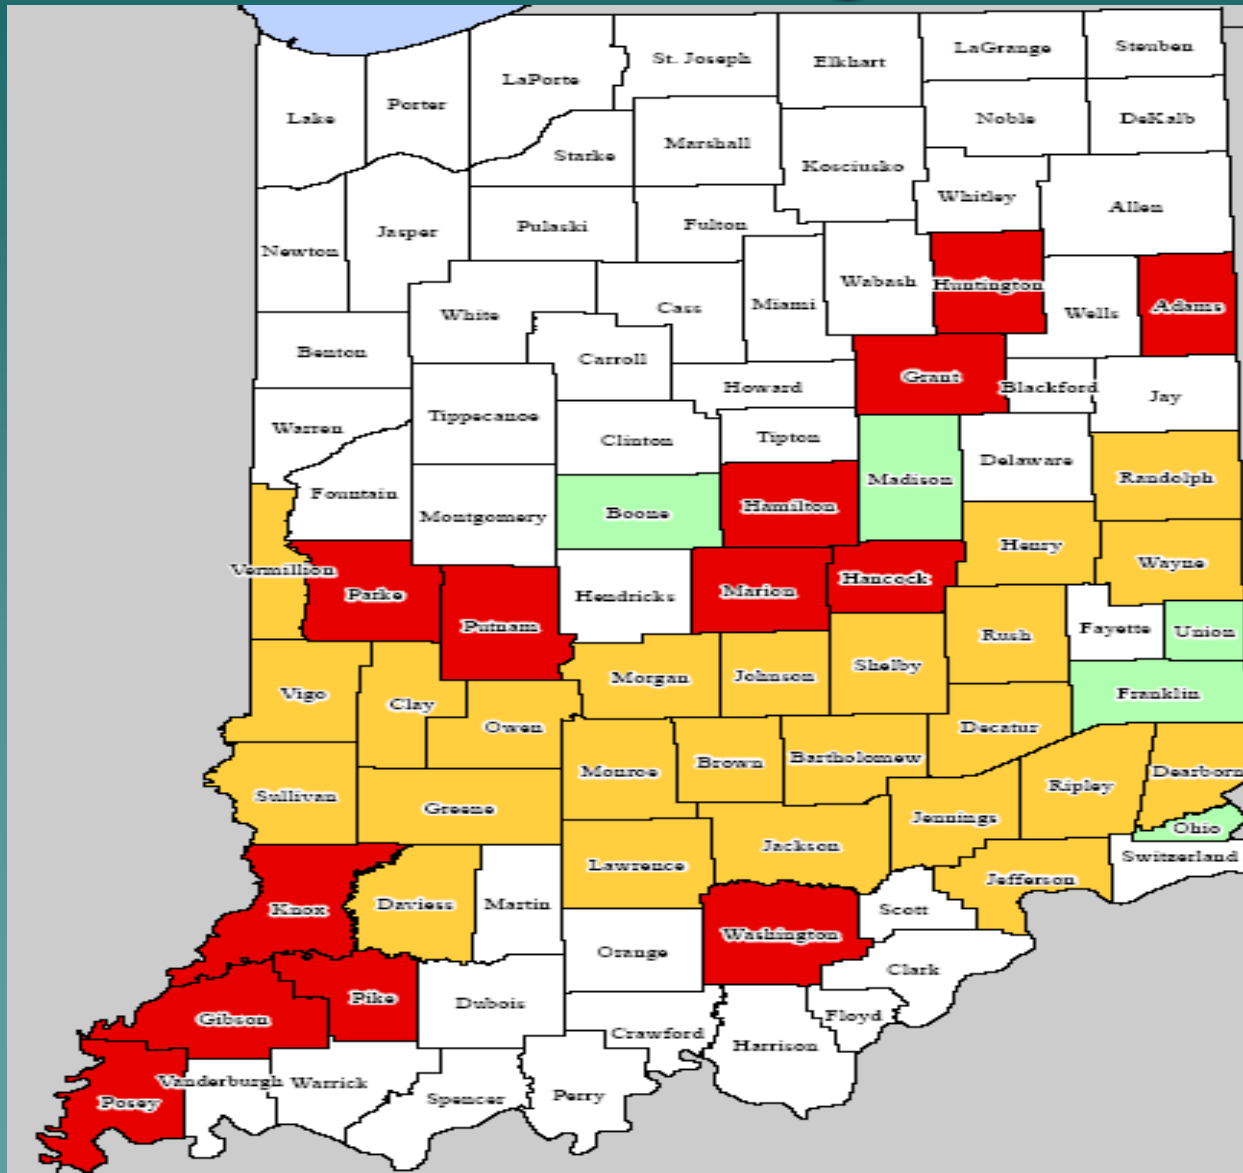 LaGrange
Steuben
St. Joseph
Elkhart
LaPorte
Porter
Lake
Noble
DeKalb
Marshall
Starke
Kosciusko
Whitley
Allen
Pulaski
Fulton
Jasper
Newton
Wabash
Huntington
Miami
Cass
White
Wells
Adams
Benton
Carroll
Howard
Grant
Blackford
Jay
Tippecanoe
Warren
Clinton
Tipton
Delaware
Madison
Randolph
Fountain
Montgomery
Boone
Hamilton
Henry
Wayne
Vermillion
Parke
Hendricks
Marion
Hancock
Putnam
Rush
Fayette
Union
Shelby
Morgan
Johnson
Vigo
Clay
Franklin
Owen
Decatur
Monroe
Brown
Bartholomew
Ripley
Dearborn
Sullivan
Greene
Jennings
Ohio
Jackson
Lawrence
Switzerland
Jefferson
Knox
Daviess
Martin
Scott
Washington
Orange
Clark
Pike
Dubois
Gibson
Floyd
Crawford
Harrison
Vanderburgh
Warrick
Posey
Spencer
Perry